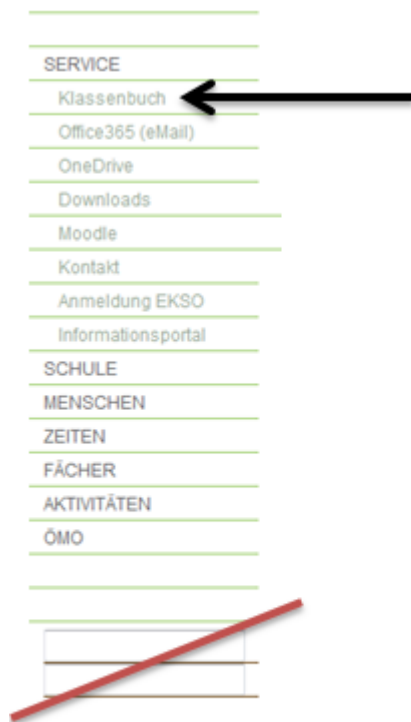 SERVICE
Klassenbuch
Office365 (eMail)
OneDrive
Downloads
Moodle
Kontakt
Anmeldung EKSO
Informationsportal
SCHULE
MENSCHEN
ZEITEN
FÄCHER
AKTIVITÄTEN
ÖMO